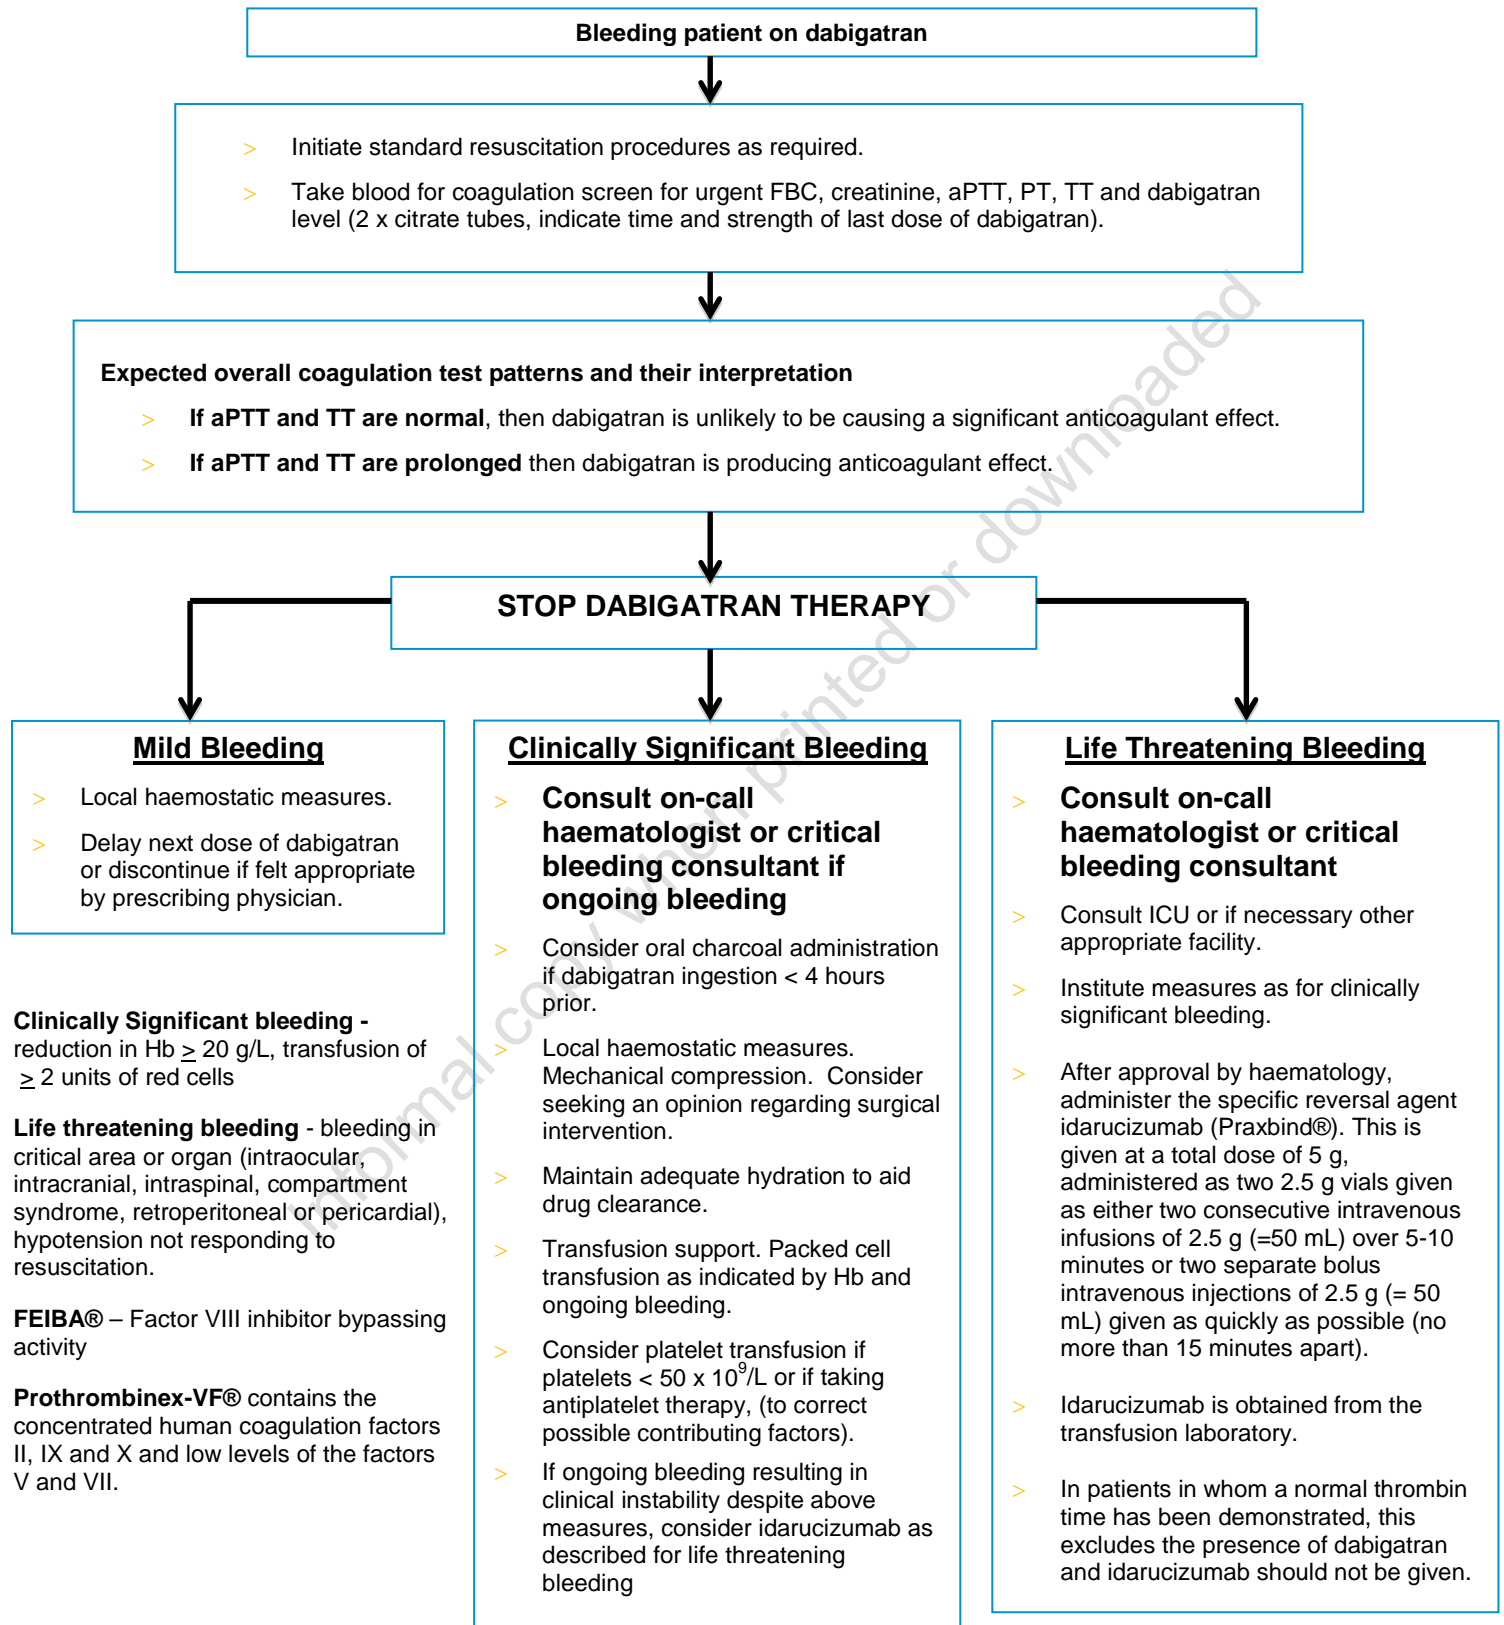 Bleeding patient on dabigatran
> Initiate standard resuscitation procedures as required.
> Take blood for coagulation screen for urgent FBC, creatinine, aPTT, PT, TT and dabigatran
level (2 x citrate tubes, indicate time and strength of last dose of dabigatran).
Expected overall coagulation test patterns and their interpretation
> If aPTT and TT are normal, then dabigatran is unlikely to be causing a significant anticoagulant effect.
> If aPTT and TT are prolonged then dabigatran is producing anticoagulant effect.
STOP DABIGATRAN THERAPY
Mild Bleeding
> Local haemostatic measures.
> Delay next dose of dabigatran
or discontinue if felt appropriate
by prescribing physician.
Clinically Significant bleeding -
reduction in Hb ≥ 20 g/L, transfusion of
≥ 2 units of red cells
Life threatening bleeding - bleeding in
critical area or organ (intraocular,
intracranial, intraspinal, compartment
syndrome, retroperitoneal or pericardial),
hypotension not responding to
resuscitation.
FEIBA® – Factor VIII inhibitor bypassing
activity
Prothrombinex-VF® contains the
concentrated human coagulation factors
II, IX and X and low levels of the factors
V and VII.
Clinically Significant Bleeding
> Consult on-call
haematologist or critical
bleeding consultant if
ongoing bleeding
> Consider oral charcoal administration
if dabigatran ingestion < 4 hours
prior.
> Local haemostatic measures.
Mechanical compression. Consider
seeking an opinion regarding surgical
intervention.
> Maintain adequate hydration to aid
drug clearance.
> Transfusion support. Packed cell
transfusion as indicated by Hb and
ongoing bleeding.
> Consider platelet transfusion if
platelets < 50 x 10⁹/L or if taking
antiplatelet therapy, (to correct
possible contributing factors).
> If ongoing bleeding resulting in
clinical instability despite above
measures, consider idarucizumab as
described for life threatening
bleeding
Life Threatening Bleeding
> Consult on-call
haematologist or critical
bleeding consultant
> Consult ICU or if necessary other
appropriate facility.
> Institute measures as for clinically
significant bleeding.
> After approval by haematology,
administer the specific reversal agent
idarucizumab (Praxbind®). This is
given at a total dose of 5 g,
administered as two 2.5 g vials given
as either two consecutive intravenous
infusions of 2.5 g (=50 mL) over 5-10
minutes or two separate bolus
intravenous injections of 2.5 g (= 50
mL) given as quickly as possible (no
more than 15 minutes apart).
> Idarucizumab is obtained from the
transfusion laboratory.
> In patients in whom a normal thrombin
time has been demonstrated, this
excludes the presence of dabigatran
and idarucizumab should not be given.
Informal copy when printed or downloaded